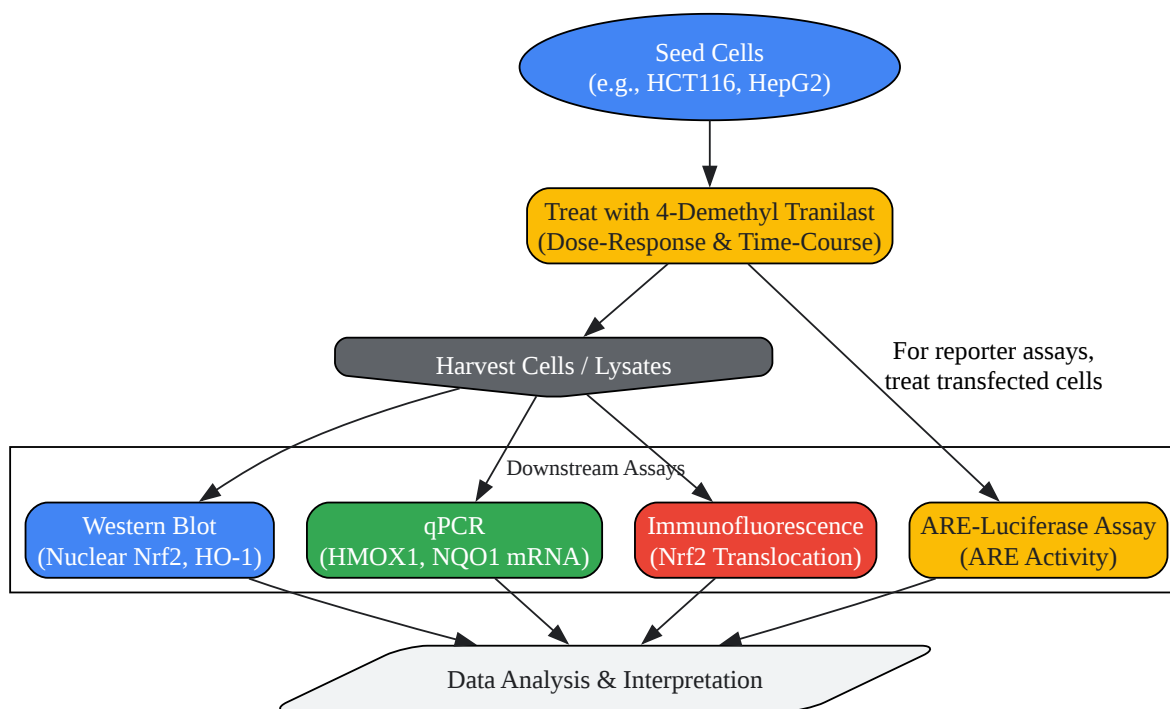 Seed Cells
(e.g., HCT116, HepG2)
Treat with 4-Demethyl Tranilast
(Dose-Response & Time-Course)
Harvest Cells / Lysates
For reporter assays,
treat transfected cells
Downstream Assays
Western Blot
(Nuclear Nrf2, HO-1)
qPCR
(HMOX1, NQO1 mRNA)
Immunofluorescence
(Nrf2 Translocation)
ARE-Luciferase Assay
(ARE Activity)
Data Analysis & Interpretation